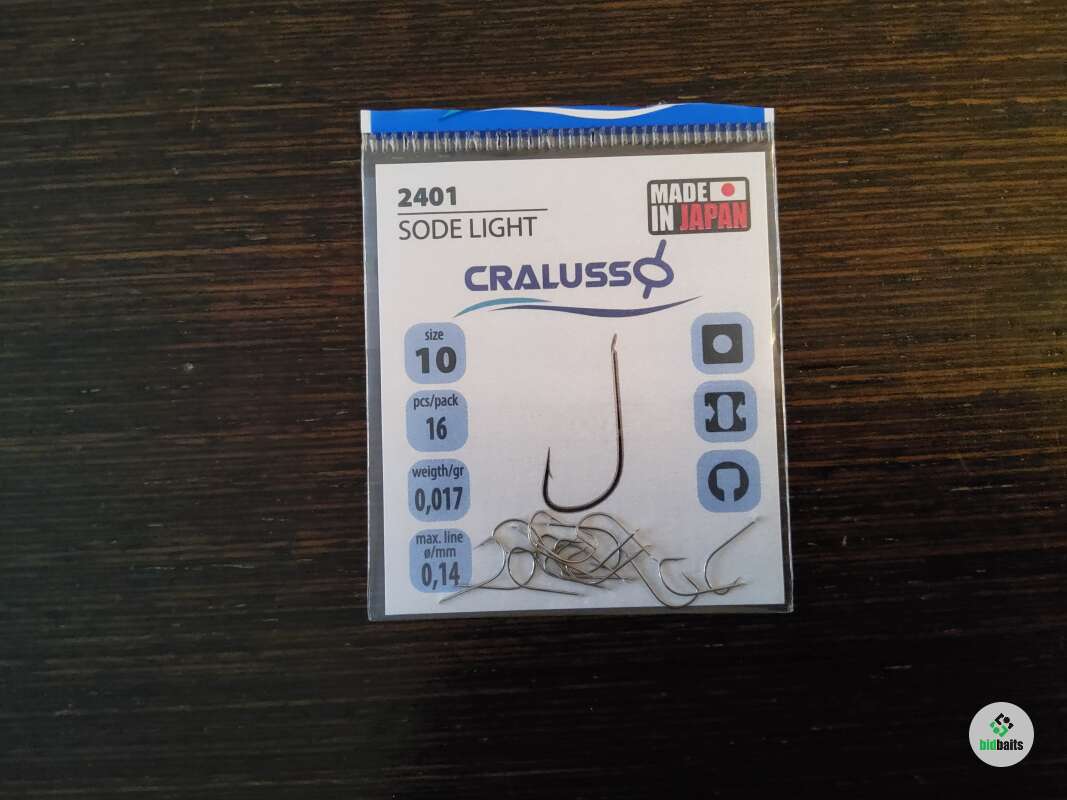 2401
SODE LIGHT
MADE
IN JAPAN
CRALUSSO
size
10
pcs/pack
16
weigth/gr
0,017
max. line
ø/mm
0,14
bidbaits